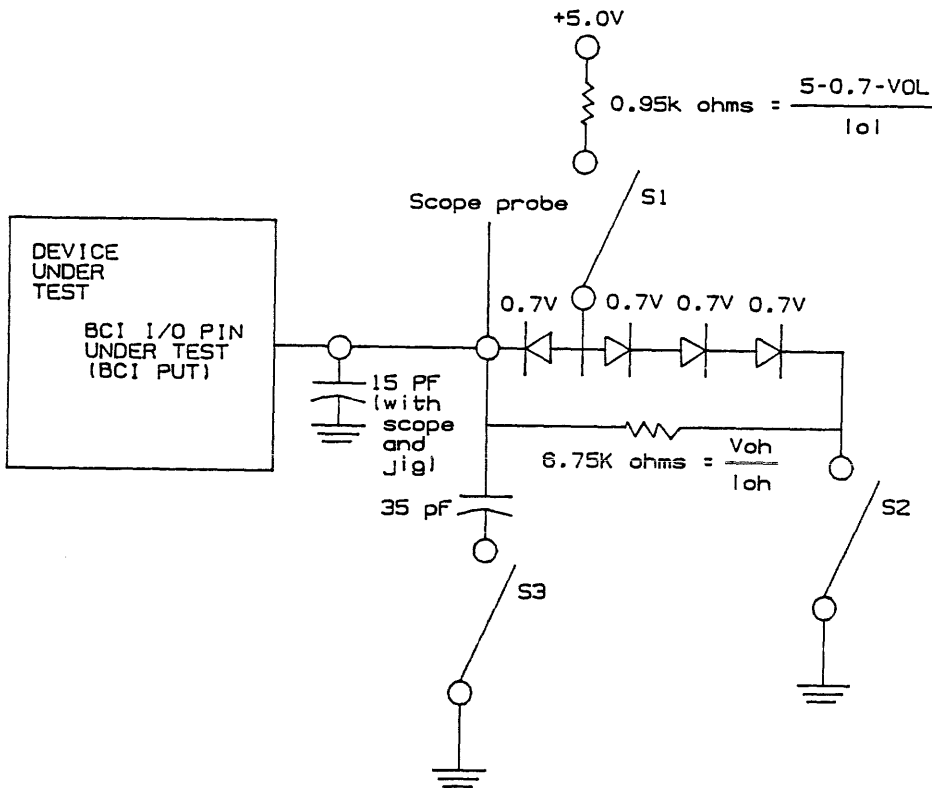 +5.0V
0.95k ohms = 5-0.7-VOL
Iol
S1
Scope probe
DEVICE
UNDER
TEST
0.7V 0.7V 0.7V 0.7V
BCI I/O PIN
UNDER TEST
(BCI PUT)
15 PF
(with
scope
and
jig)
6.75K ohms = Voh
Ioh
35 pF
S2
S3